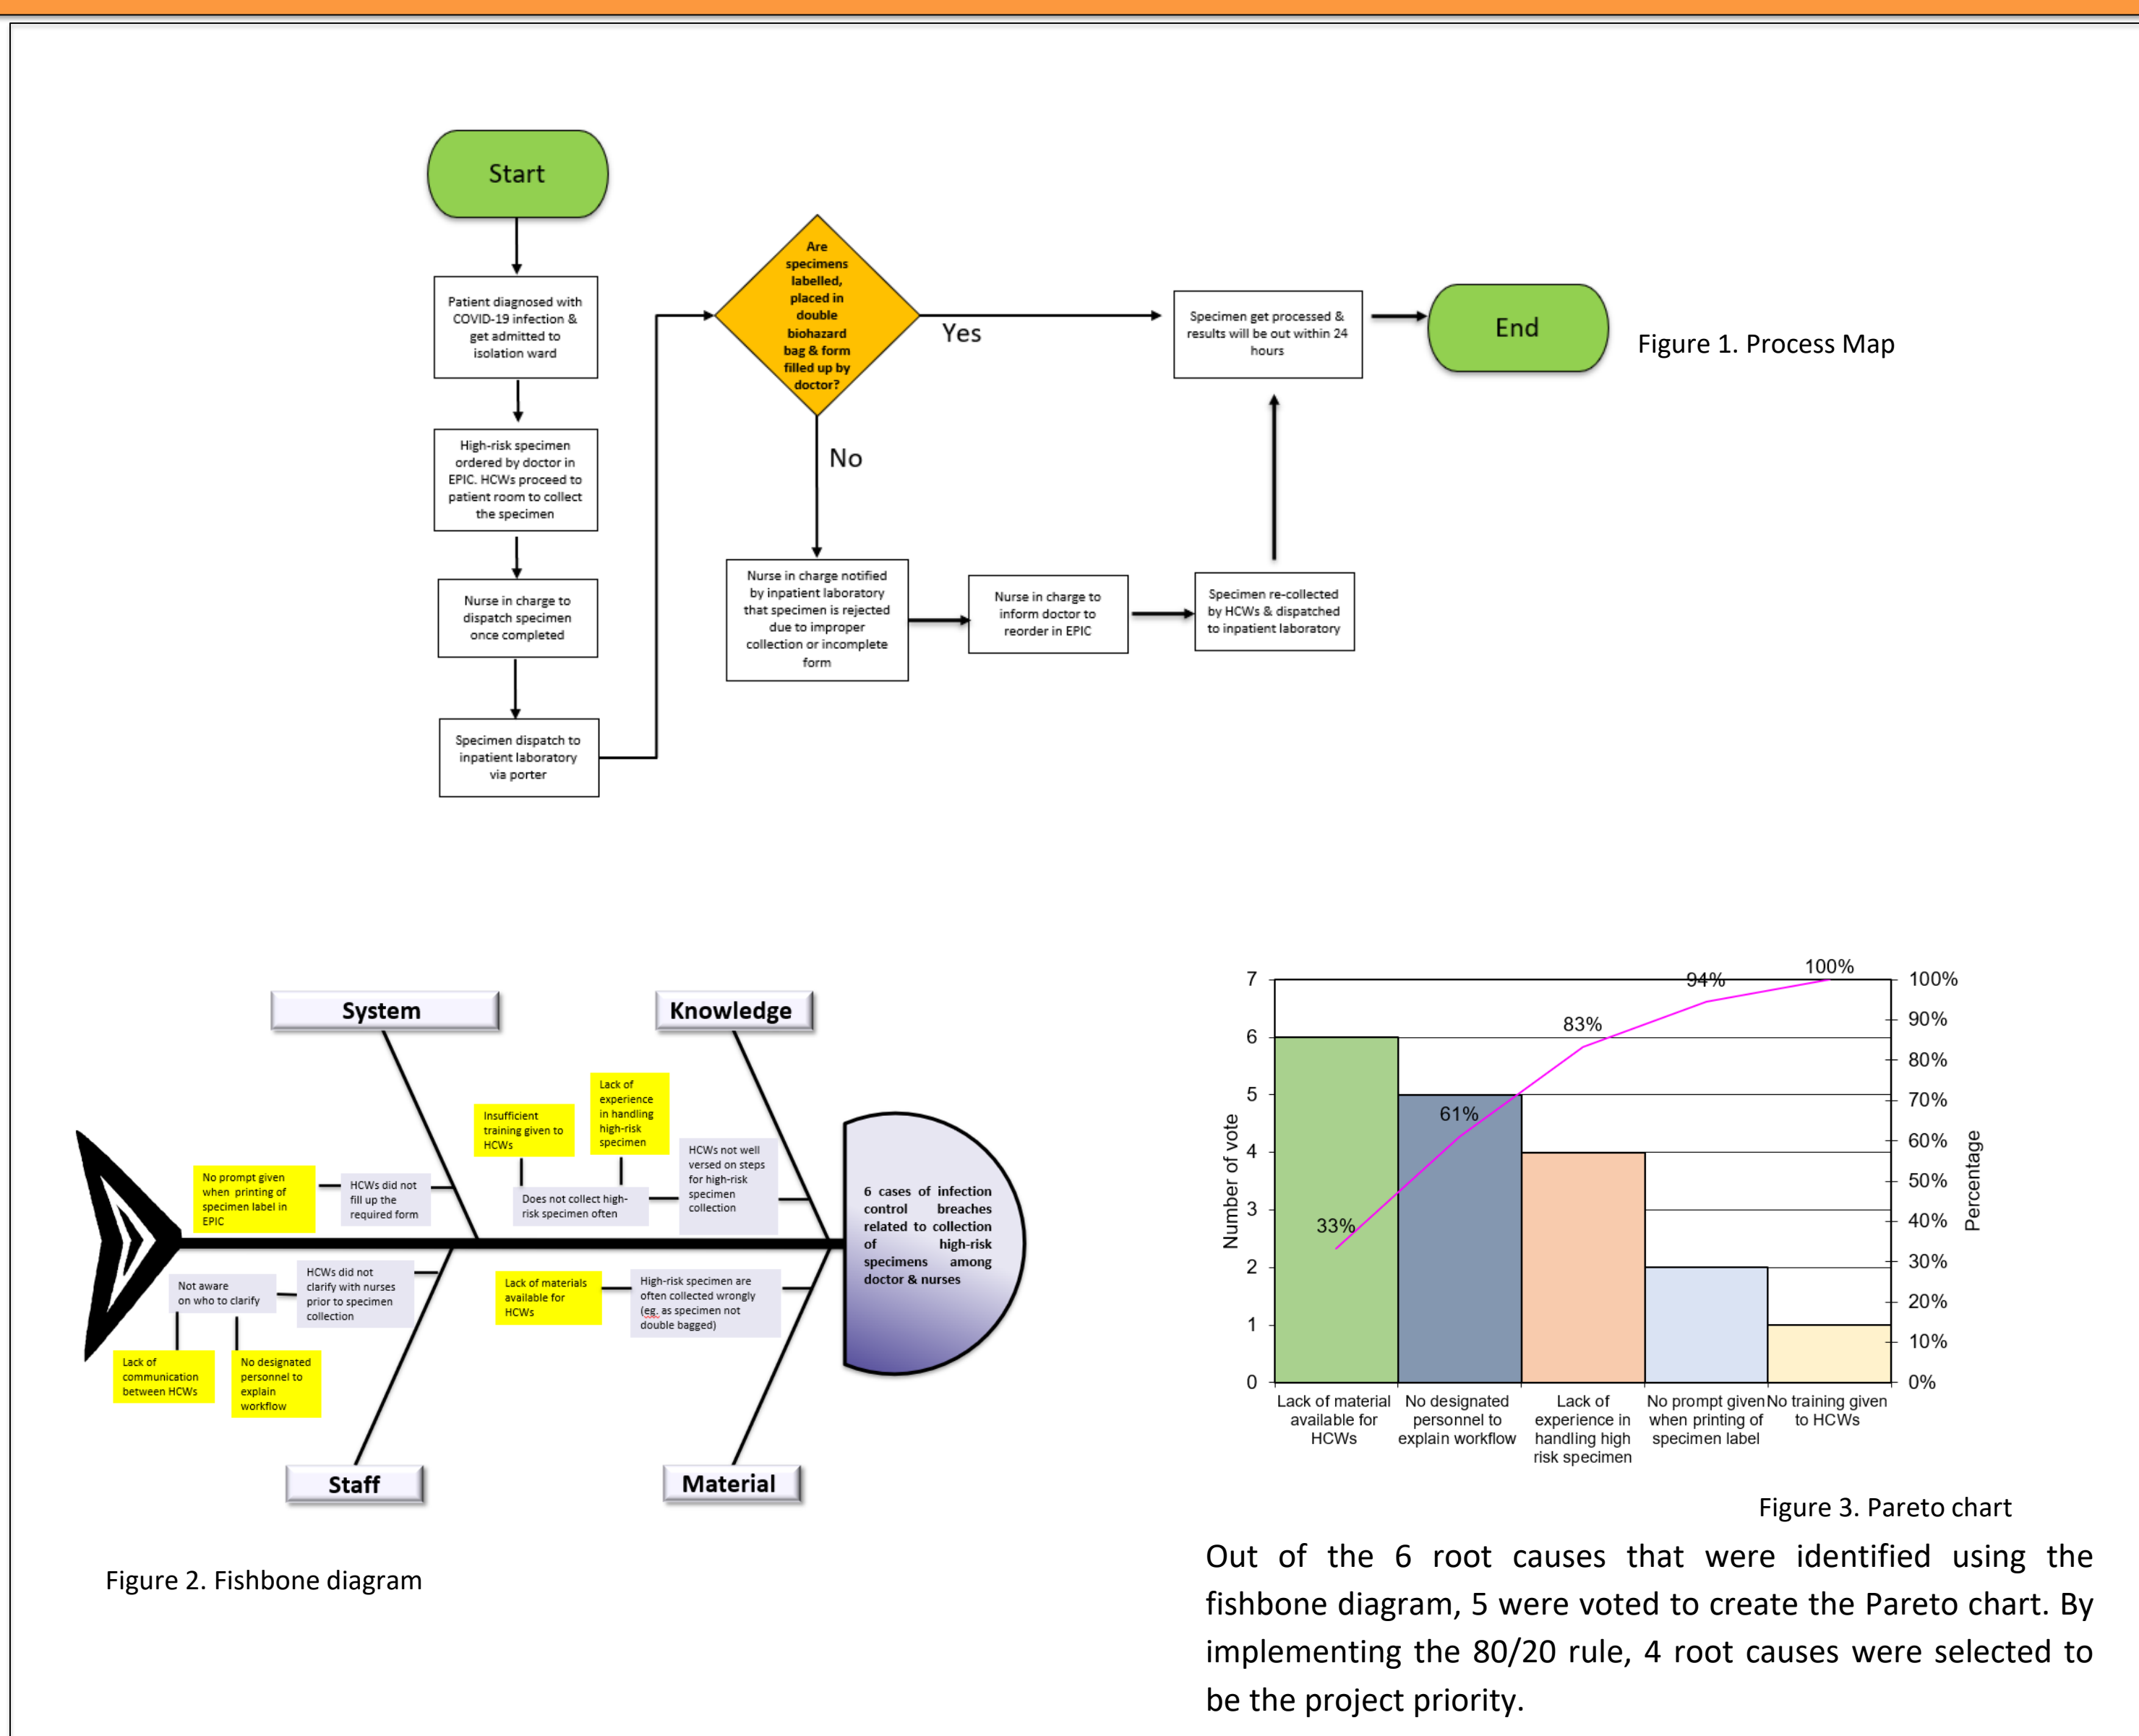 Start
Patient diagnosed with
COVID-19 infection &
get admitted to
isolation ward
High-risk specimen
ordered by doctor in
EPIC. HCWs proceed to
patient room to collect
the specimen
Nurse in charge to
dispatch specimen
once completed
Specimen dispatch to
inpatient laboratory
via porter
Are
specimens
labelled,
placed in
double
biohazard
bag & form
filled up by
doctor?
Yes
No
Nurse in charge notified
by inpatient laboratory
that specimen is rejected
due to improper
collection or incomplete
form
Nurse in charge to
inform doctor to
reorder in EPIC
Specimen re-collected
by HCWs & dispatched
to inpatient laboratory
Specimen get processed &
results will be out within 24
hours
End
Figure 1. Process Map
System
Knowledge
No prompt given
when printing of
specimen label in
EPIC
HCWs did not
fill up the
required form
Insufficient
training given to
HCWs
Lack of
experience
in handling
high-risk
specimen
Does not collect high-
risk specimen often
HCWs not well
versed on steps
for high-risk
specimen
collection
Not aware
on who to clarify
HCWs did not
clarify with nurses
prior to specimen
collection
Lack of
communication
between HCWs
No designated
personnel to
explain
workflow
Lack of materials
available for
HCWs
High-risk specimen are
often collected wrongly
(eg. as specimen not
double bagged)
6 cases of infection
control breaches
related to collection
of high-risk
specimens among
doctor & nurses
Staff
Material
Figure 2. Fishbone diagram
Number of vote
7
6
5
4
3
2
1
0
33%
61%
83%
94%
100%
100%
90%
80%
70%
60%
50%
40%
30%
20%
10%
0%
Percentage
Lack of material
available for
HCWs
No designated
personnel to
explain workflow
Lack of
experience in
handling high
risk specimen
No prompt given
when printing of
specimen label
No training given
to HCWs
Figure 3. Pareto chart
Out of the 6 root causes that were identified using the
fishbone diagram, 5 were voted to create the Pareto chart. By
implementing the 80/20 rule, 4 root causes were selected to
be the project priority.